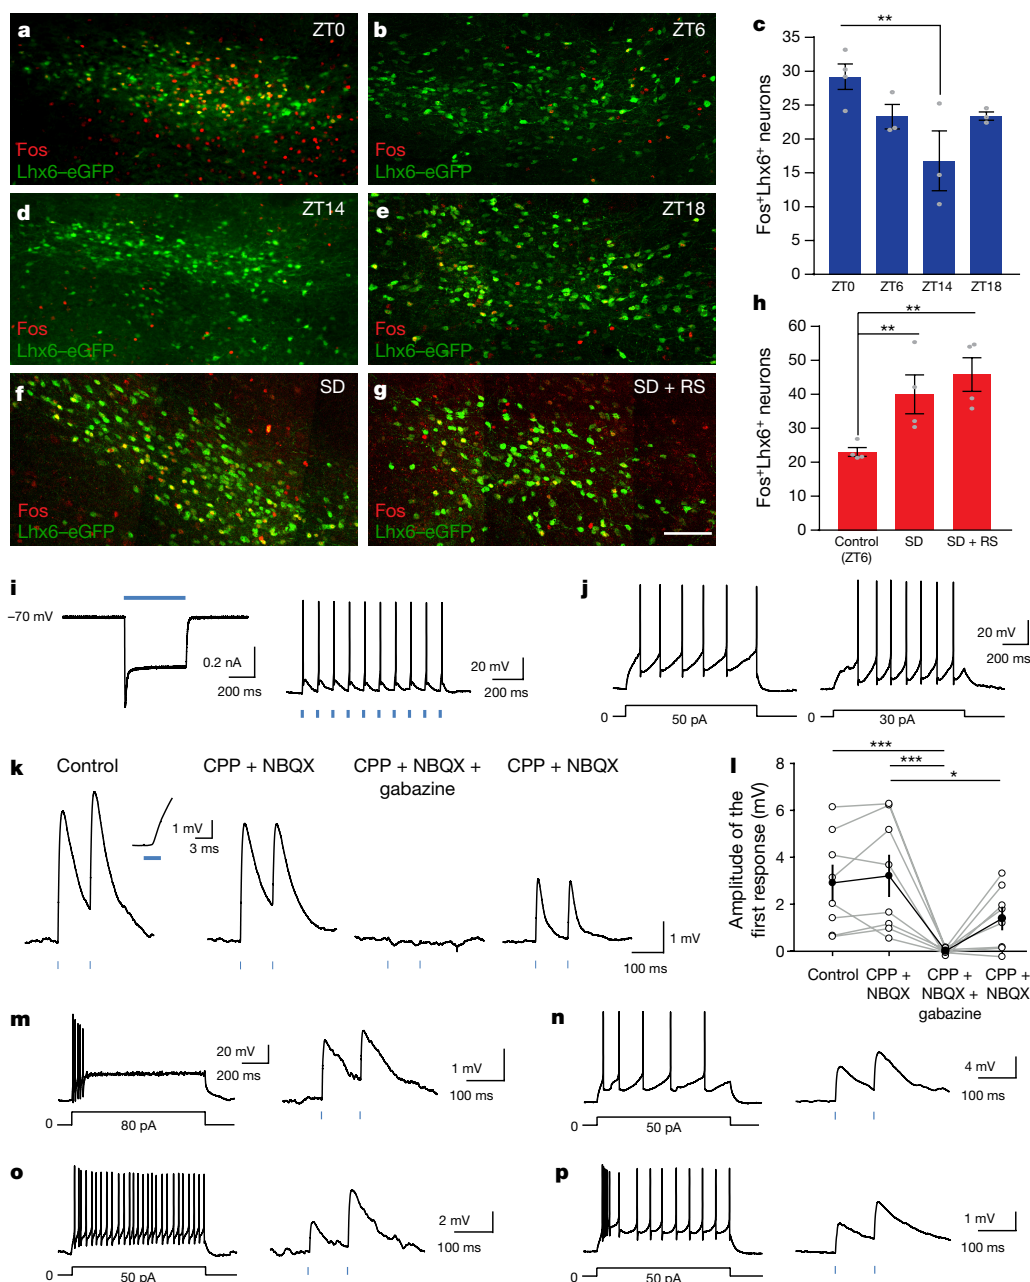 a
ZT0
Fos
Lhx6–eGFP
b
ZT6
Fos
Lhx6–eGFP
c
**
Fos+Lhx6+ neurons
35
30
25
20
15
10
5
0
ZT0
ZT6
ZT14
ZT18
d
ZT14
Fos
Lhx6–eGFP
e
ZT18
Fos
Lhx6–eGFP
f
SD
Fos
Lhx6–eGFP
g
SD + RS
Fos
Lhx6–eGFP
h
**
**
Fos+Lhx6+ neurons
60
50
40
30
20
10
0
Control
(ZT6)
SD
SD + RS
i
–70 mV
0.2 nA
200 ms
20 mV
200 ms
j
0
50 pA
0
30 pA
20 mV
200 ms
k
Control
1 mV
3 ms
CPP + NBQX
CPP + NBQX +
gabazine
CPP + NBQX
1 mV
100 ms
l
***
***
*
Amplitude of the
first response (mV)
8
6
4
2
0
Control
CPP +
NBQX
CPP +
NBQX +
gabazine
CPP +
NBQX
m
20 mV
200 ms
0
80 pA
1 mV
100 ms
n
0
50 pA
4 mV
100 ms
o
0
50 pA
2 mV
100 ms
p
0
50 pA
1 mV
100 ms